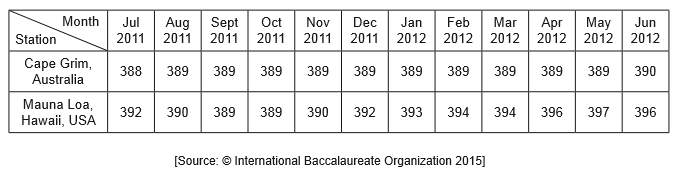 Month
Station
Jul 2011 Aug 2011 Sept 2011 Oct 2011 Nov 2011 Dec 2011 Jan 2012 Feb 2012 Mar 2012 Apr 2012 May 2012 Jun 2012
Cape Grim, Australia 388 389 389 389 389 389 389 389 389 389 389 390
Mauna Loa, Hawaii, USA 392 390 389 389 390 392 393 394 394 396 397 396
[Source: © International Baccalaureate Organization 2015]